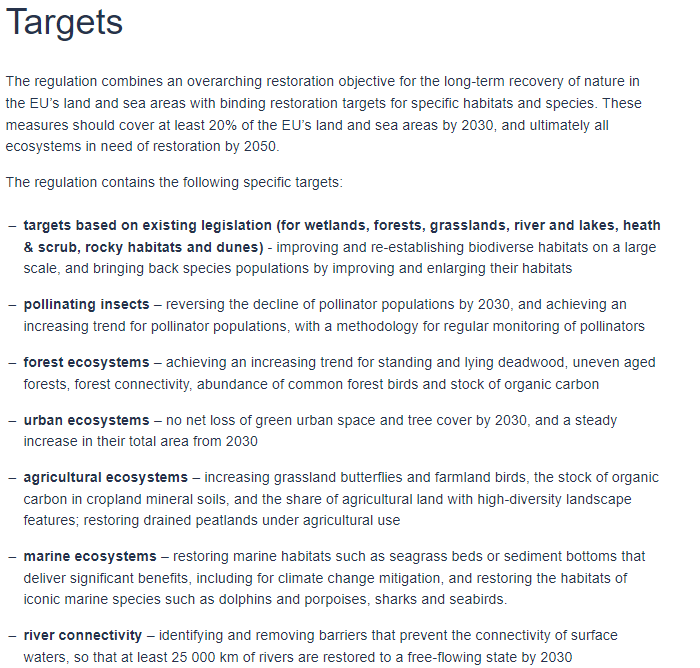 Targets
The regulation combines an overarching restoration objective for the long-term recovery of nature in
the EU's land and sea areas with binding restoration targets for specific habitats and species. These
measures should cover at least 20% of the EU's land and sea areas by 2030, and ultimately all
ecosystems in need of restoration by 2050.
The regulation contains the following specific targets:
– targets based on existing legislation (for wetlands, forests, grasslands, river and lakes, heath
& scrub, rocky habitats and dunes) - improving and re-establishing biodiverse habitats on a large
scale, and bringing back species populations by improving and enlarging their habitats
– pollinating insects – reversing the decline of pollinator populations by 2030, and achieving an
increasing trend for pollinator populations, with a methodology for regular monitoring of pollinators
– forest ecosystems – achieving an increasing trend for standing and lying deadwood, uneven aged
forests, forest connectivity, abundance of common forest birds and stock of organic carbon
– urban ecosystems – no net loss of green urban space and tree cover by 2030, and a steady
increase in their total area from 2030
– agricultural ecosystems – increasing grassland butterflies and farmland birds, the stock of organic
carbon in cropland mineral soils, and the share of agricultural land with high-diversity landscape
features; restoring drained peatlands under agricultural use
– marine ecosystems – restoring marine habitats such as seagrass beds or sediment bottoms that
deliver significant benefits, including for climate change mitigation, and restoring the habitats of
iconic marine species such as dolphins and porpoises, sharks and seabirds.
– river connectivity – identifying and removing barriers that prevent the connectivity of surface
waters, so that at least 25 000 km of rivers are restored to a free-flowing state by 2030